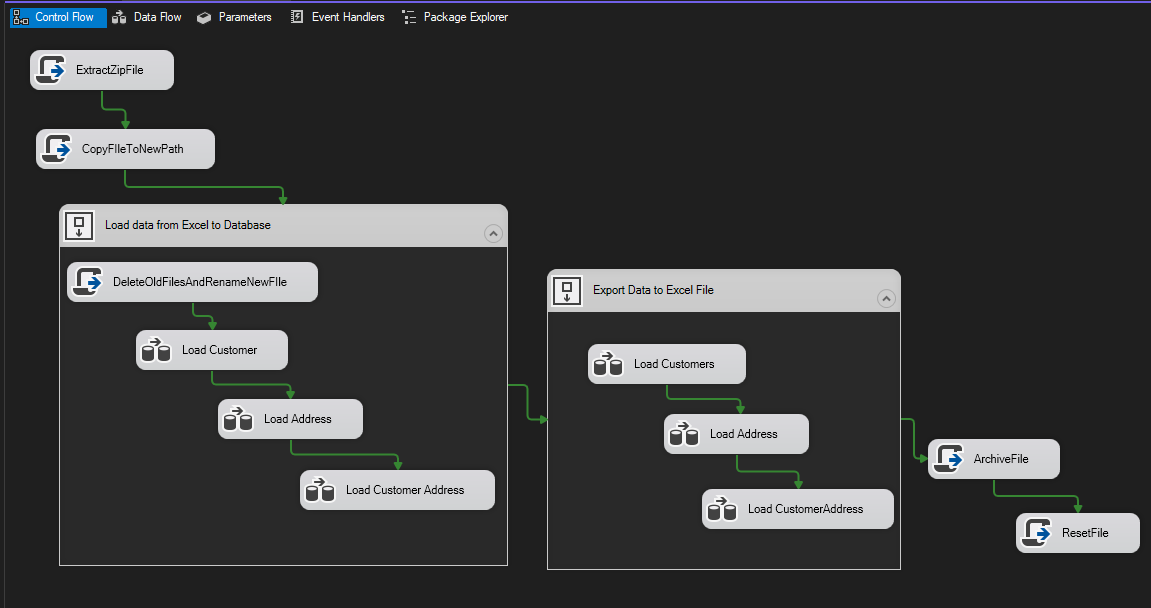 Control Flow
Data Flow
Parameters
Event Handlers
Package Explorer
ExtractZipFile
CopyFIleToNewPath
Load data from Excel to Database
DeleteOldFilesAndRenameNewFIle
Load Customer
Load Address
Load Customer Address
Export Data to Excel File
Load Customers
Load Address
Load CustomerAddress
ArchiveFile
ResetFile